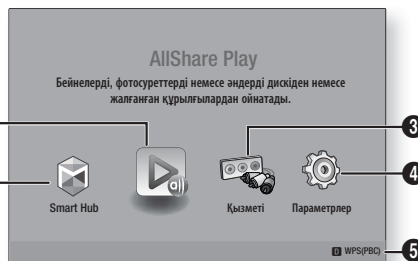 AllShare Play
Бейнелерді, фотосуреттерді немесе әндерді дискіден немесе
жалғанған құрылғылардан ойнатады.
3
4
all
Smart Hub
Қызметі
Параметрлер
D WPS(PBC)
5